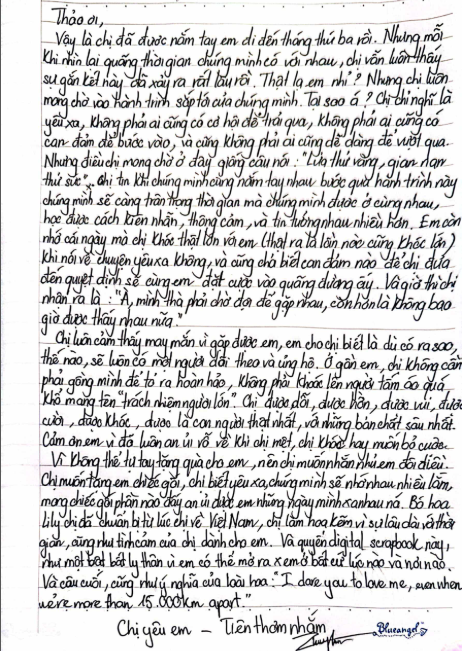 Thảo ơi,
Vậy là chị đã được nắm tay em đi đến tháng thứ ba rồi. Nhưng mỗi
khi nhìn lại quãng thời gian chúng mình có với nhau, chị vẫn luôn thấy
sự gắn kết này đã xảy ra rất lâu rồi. Thật lạ em nhỉ? Nhưng chị luôn
mong chờ vào hành trình sắp tới của chúng mình. Tại sao á? Chị chỉ nghĩ là
yêu xa, không phải ai cũng có cơ hội để trải qua, không phải ai cũng có
can đảm để bước vào, và cũng không phải ai cũng dễ dàng để vượt qua.
Nhưng điều chị mong chờ ở đây giống câu nói: "Lửa thử vàng, gian nan
thử sức". Chị tin khi chúng mình cùng nắm tay nhau bước qua hành trình này
chúng mình sẽ càng trân trọng thời gian mà chúng mình được ở cùng nhau,
học được cách kiên nhẫn, thông cảm, và tin tưởng nhau nhiều hơn. Em còn
nhớ cái ngày mà chị khóc thật lớn với em (thật ra là lần nào cũng khóc lớn)
khi nói về chuyện yêu xa không, và cũng chả biết can đảm nào để chị đưa
đến quyết định sẽ cùng em đặt cược vào quãng đường ấy. Và giờ thì chị
nhận ra là: "À, mình thà phải chờ đợi để gặp nhau, còn hơn là không bao
giờ được thấy nhau nữa."
Chị luôn cảm thấy may mắn vì gặp được em, em cho chị biết là dù có ra sao,
thế nào, sẽ luôn có một người dõi theo và ủng hộ. Ở gần em, chị không cần
phải gồng mình để tỏ ra hoàn hảo, không phải khoác lên người tấm áo quá
khổ mang tên "trách nhiệm người lớn". Chị được dỗi, được hờn, được vui, được
cười, được khóc, được là con người thật nhất, với những bản chất sâu nhất.
Cảm ơn em vì đã luôn an ủi vỗ về khi chị mệt, chị khóc hay muốn bỏ cuộc.
Vì không thể tự tay tặng quà cho em, nên chị muốn nhắn nhủ em đôi điều.
Chị muốn tặng em chiếc gối, chị biết yêu xa, chúng mình sẽ nhớ nhau nhiều lắm,
mong chiếc gối phần nào đấy an ủi được em những ngày mình xa nhau ná. Bó hoa
lily chị đã chuẩn bị từ lúc chị về Việt Nam, chị làm hoa kẽm vì sự lâu dài và thời
gian, cũng như tình cảm của chị dành cho em. Và quyển digital scrapbook này,
như một bất ly thân vì em có thể mở ra xem ở bất cứ lúc nào và nơi nào.
Và câu cuối, cũng như ý nghĩa của loài hoa: "I dare you to love me, even when
we're more than 15.000km apart."
Chị yêu em – Tiên thơm nhầm
Blueangel